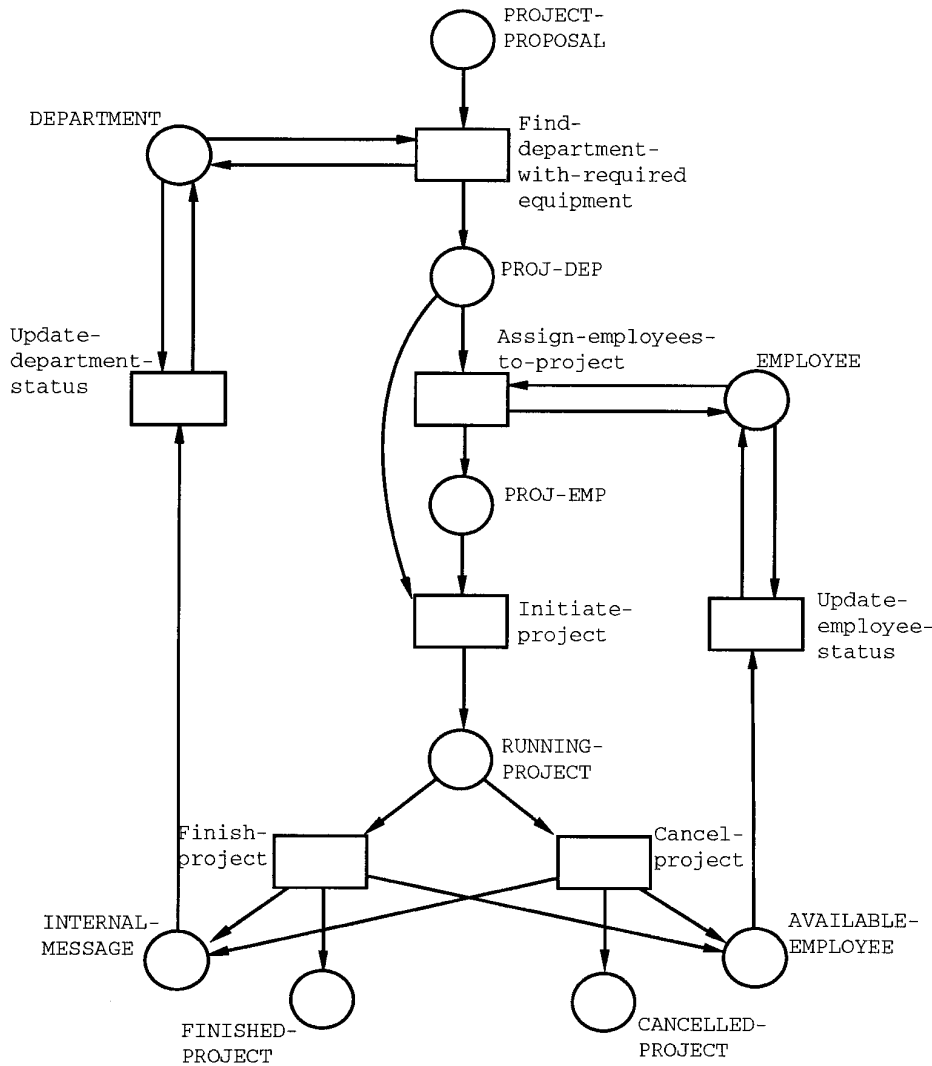 PROJECT-
PROPOSAL
DEPARTMENT
Find-
department-
with-required
equipment
PROJ-DEP
Update-
department-
status
Assign-employees-
to-project
EMPLOYEE
PROJ-EMP
Initiate-
project
Update-
employee-
status
RUNNING-
PROJECT
Finish-
project
Cancel-
project
INTERNAL-
MESSAGE
AVAILABLE-
EMPLOYEE
FINISHED-
PROJECT
CANCELLED-
PROJECT